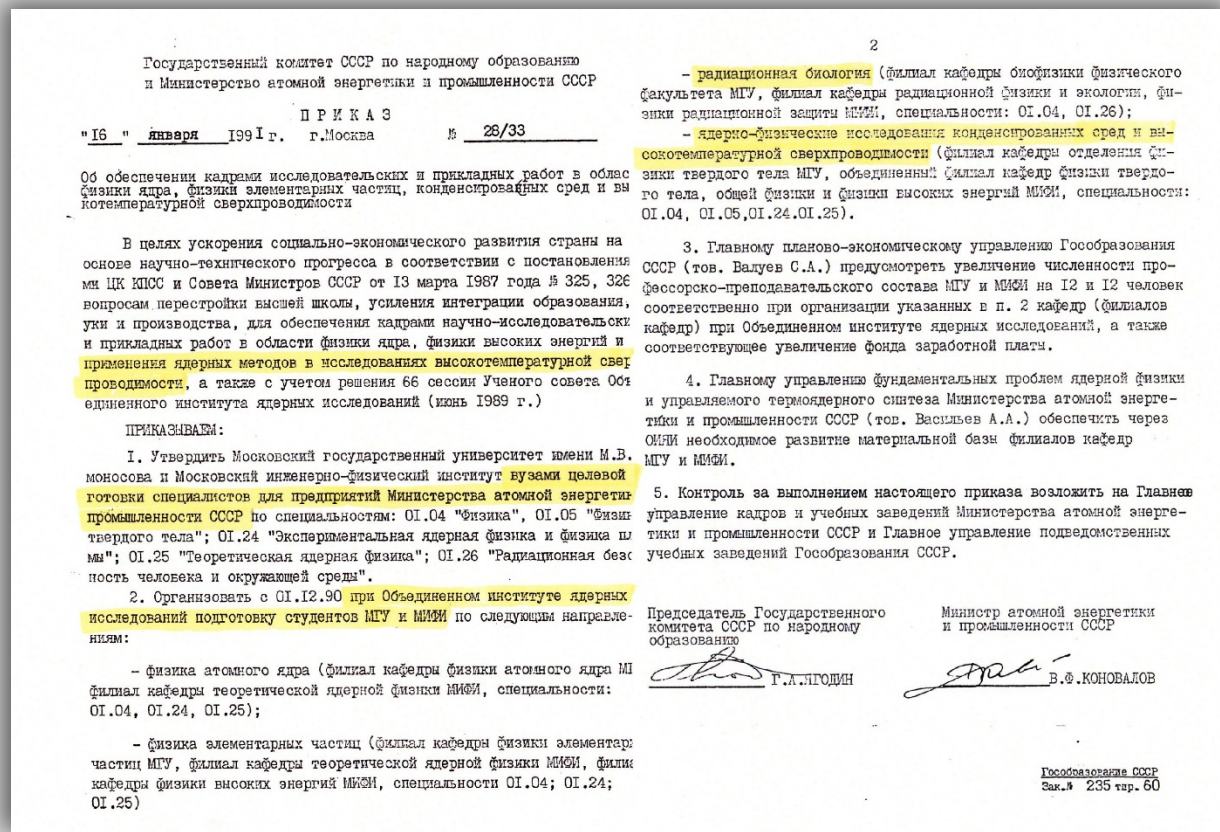 Государственный комитет СССР по народному образованию
и Министерство атомной энергетики и промышленности СССР
ПРИКАЗ
"16" января 1991 г. г.Москва № 28/33
Об обеспечении кадрами исследовательских и прикладных работ в облас
физики ядра, физики элементарных частиц, конденсированных сред и вы
котемпературной сверхпроводимости
В целях ускорения социально-экономического развития страны на
основе научно-технического прогресса в соответствии с постановления
ми ЦК КПСС и Совета Министров СССР от 13 марта 1987 года № 325, 326
вопросам перестройки высшей школы, усиления интеграции образования,
уки и производства, для обеспечения кадрами научно-исследовательски
и прикладных работ в области физики ядра, физики высоких энергий и
применения ядерных методов в исследованиях высокотемпературной свер
проводимости, а также с учетом решения 66 сессии Ученого совета Объ
единенного института ядерных исследований (июнь 1989 г.)
ПРИКАЗЫВАЕМ:
1. Утвердить Московский государственный университет имени М.В.
моносова и Московский инженерно-физический институт вузами целевой
готовки специалистов для предприятий Министерства атомной энергетик
промышленности СССР по специальностям: 01.04 "Физика", 01.05 "Физик
твердого тела"; 01.24 "Экспериментальная ядерная физика и физика пл
мы"; 01.25 "Теоретическая ядерная физика"; 01.26 "Радиационная безо
ность человека и окружающей среды".
2. Организовать с 01.12.90 при Объединенном институте ядерных
исследований подготовку студентов МГУ и МИФИ по следующим направле-
ниям:
- физика атомного ядра (филиал кафедры физики атомного ядра МГ
филиал кафедры теоретической ядерной физики МИФИ, специальности:
01.04, 01.24, 01.25);
- физика элементарных частиц (филиал кафедры физики элементар
частиц МГУ, филиал кафедры теоретической ядерной физики МИФИ, филиа
кафедры физики высоких энергий МИФИ, специальности 01.04; 01.24;
01.25)
2
- радиационная биология (филиал кафедры биофизики физического
факультета МГУ, филиал кафедры радиационной физики и экологии, фи-
зики радиационной защиты МИФИ, специальности: 01.04, 01.26);
- ядерно-физические исследования конденсированных сред и вы-
сокотемпературной сверхпроводимости (филиал кафедры отделения фи-
зики твердого тела МГУ, объединенный филиал кафедр физики твердо-
го тела, общей физики и физики высоких энергий МИФИ, специальности:
01.04, 01.05,01.24.01.25).
3. Главному планово-экономическому управлению Гособразования
СССР (тов. Валуев С.А.) предусмотреть увеличение численности про-
фессорско-преподавательского состава МГУ и МИФИ на 12 и 12 человек
соответственно при организации указанных в п. 2 кафедр (филиалов
кафедр) при Объединенном институте ядерных исследований, а также
соответствующее увеличение фонда заработной платы.
4. Главному управлению фундаментальных проблем ядерной физики
и управляемого термоядерного синтеза Министерства атомной энерге-
тики и промышленности СССР (тов. Васильев А.А.) обеспечить через
ОИЯИ необходимое развитие материальной базы филиалов кафедр
МГУ и МИФИ.
5. Контроль за выполнением настоящего приказа возложить на Главное
управление кадров и учебных заведений Министерства атомной энерге-
тики и промышленности СССР и Главное управление подведомственных
учебных заведений Гособразования СССР.
Председатель Государственного
комитета СССР по народному
образованию
Г.А.ЯГОДИН
Министр атомной энергетики
и промышленности СССР
В.Ф.КОНОВАЛОВ
Гособразование СССР
Зак.№ 235 тир. 60